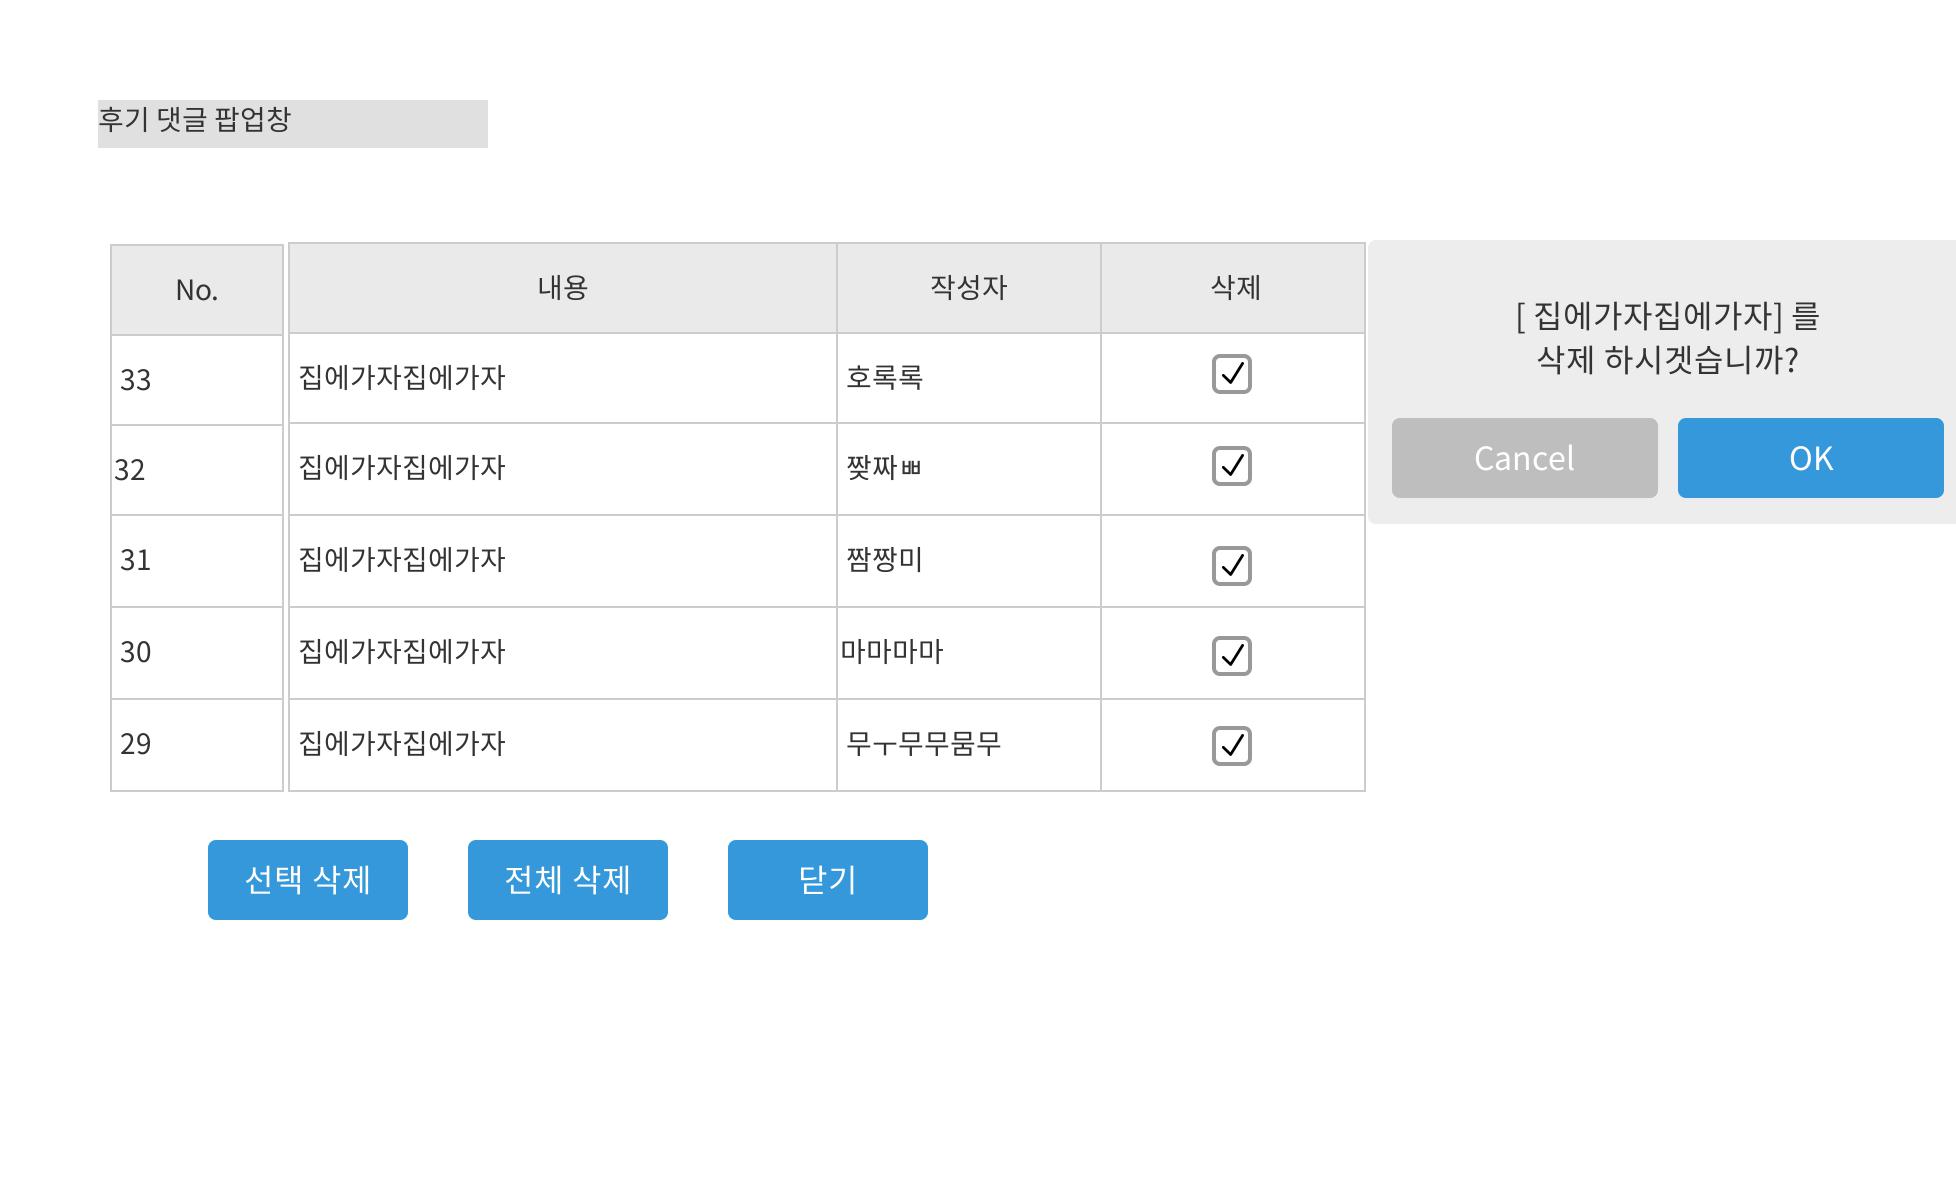 후기 댓글 팝업창
No. 내용 작성자 삭제
33 집에가자집에가자 호록록
32 집에가자집에가자 쫮짜ㅃ
31 집에가자집에가자 짬짱미
30 집에가자집에가자 마마마마
29 집에가자집에가자 무ㅜ무무뭄무
[ 집에가자집에가자] 를
삭제 하시겟습니까?
Cancel OK
선택 삭제 전체 삭제 닫기